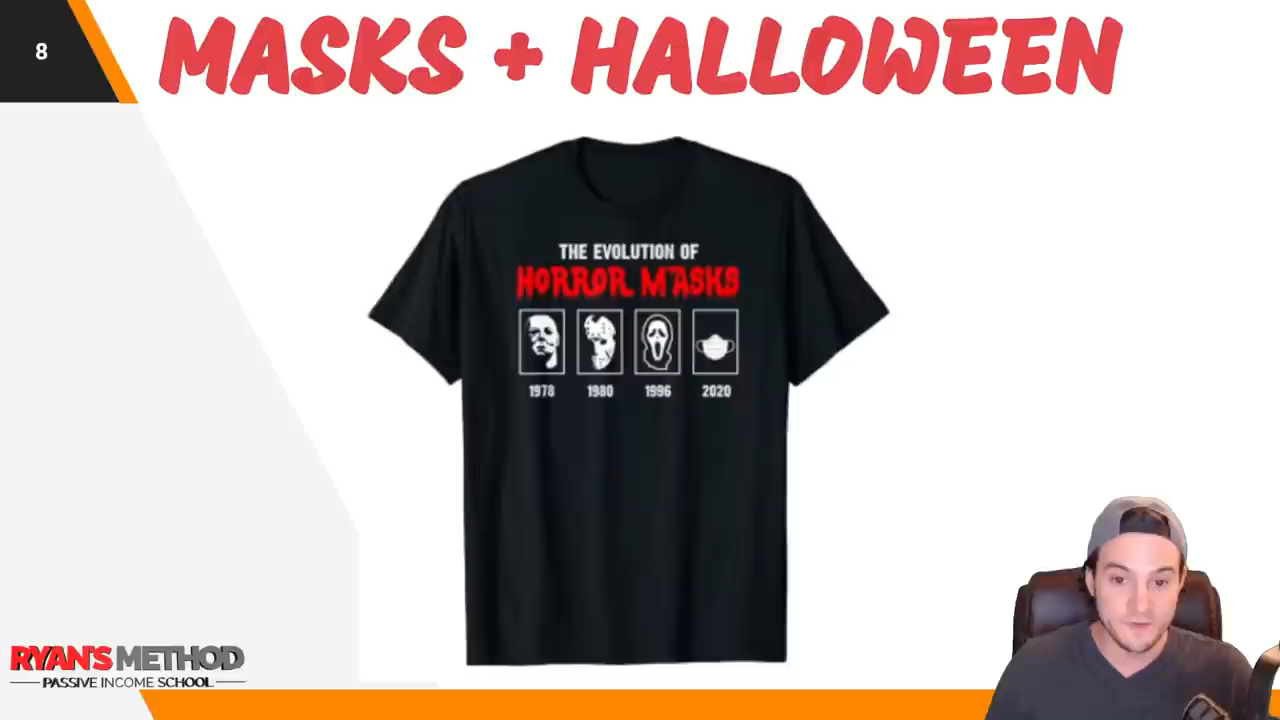 8
MASKS + HALLOWEEN
THE EVOLUTION OF
HORROR MASKS
1978 1980 1996 2020
RYAN'S METHOD
PASSIVE INCOME SCHOOL